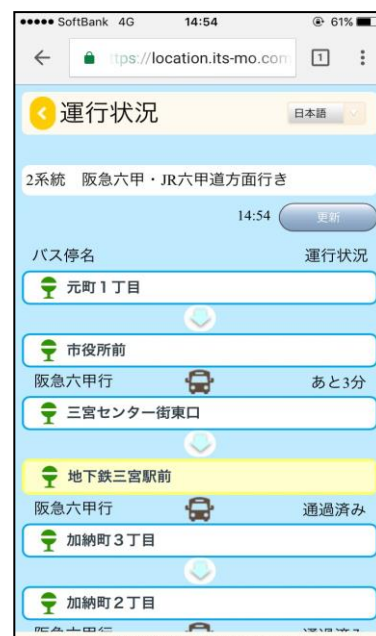 SoftBank 4G 14:54 61%
ttps://location.its-mo.com 1
運行状況 日本語
2系統 阪急六甲・JR六甲道方面行き
14:54 更新
バス停名 運行状況
元町1丁目
市役所前
阪急六甲行 あと3分
三宮センター街東口
地下鉄三宮駅前
阪急六甲行 通過済み
加納町3丁目
加納町2丁目